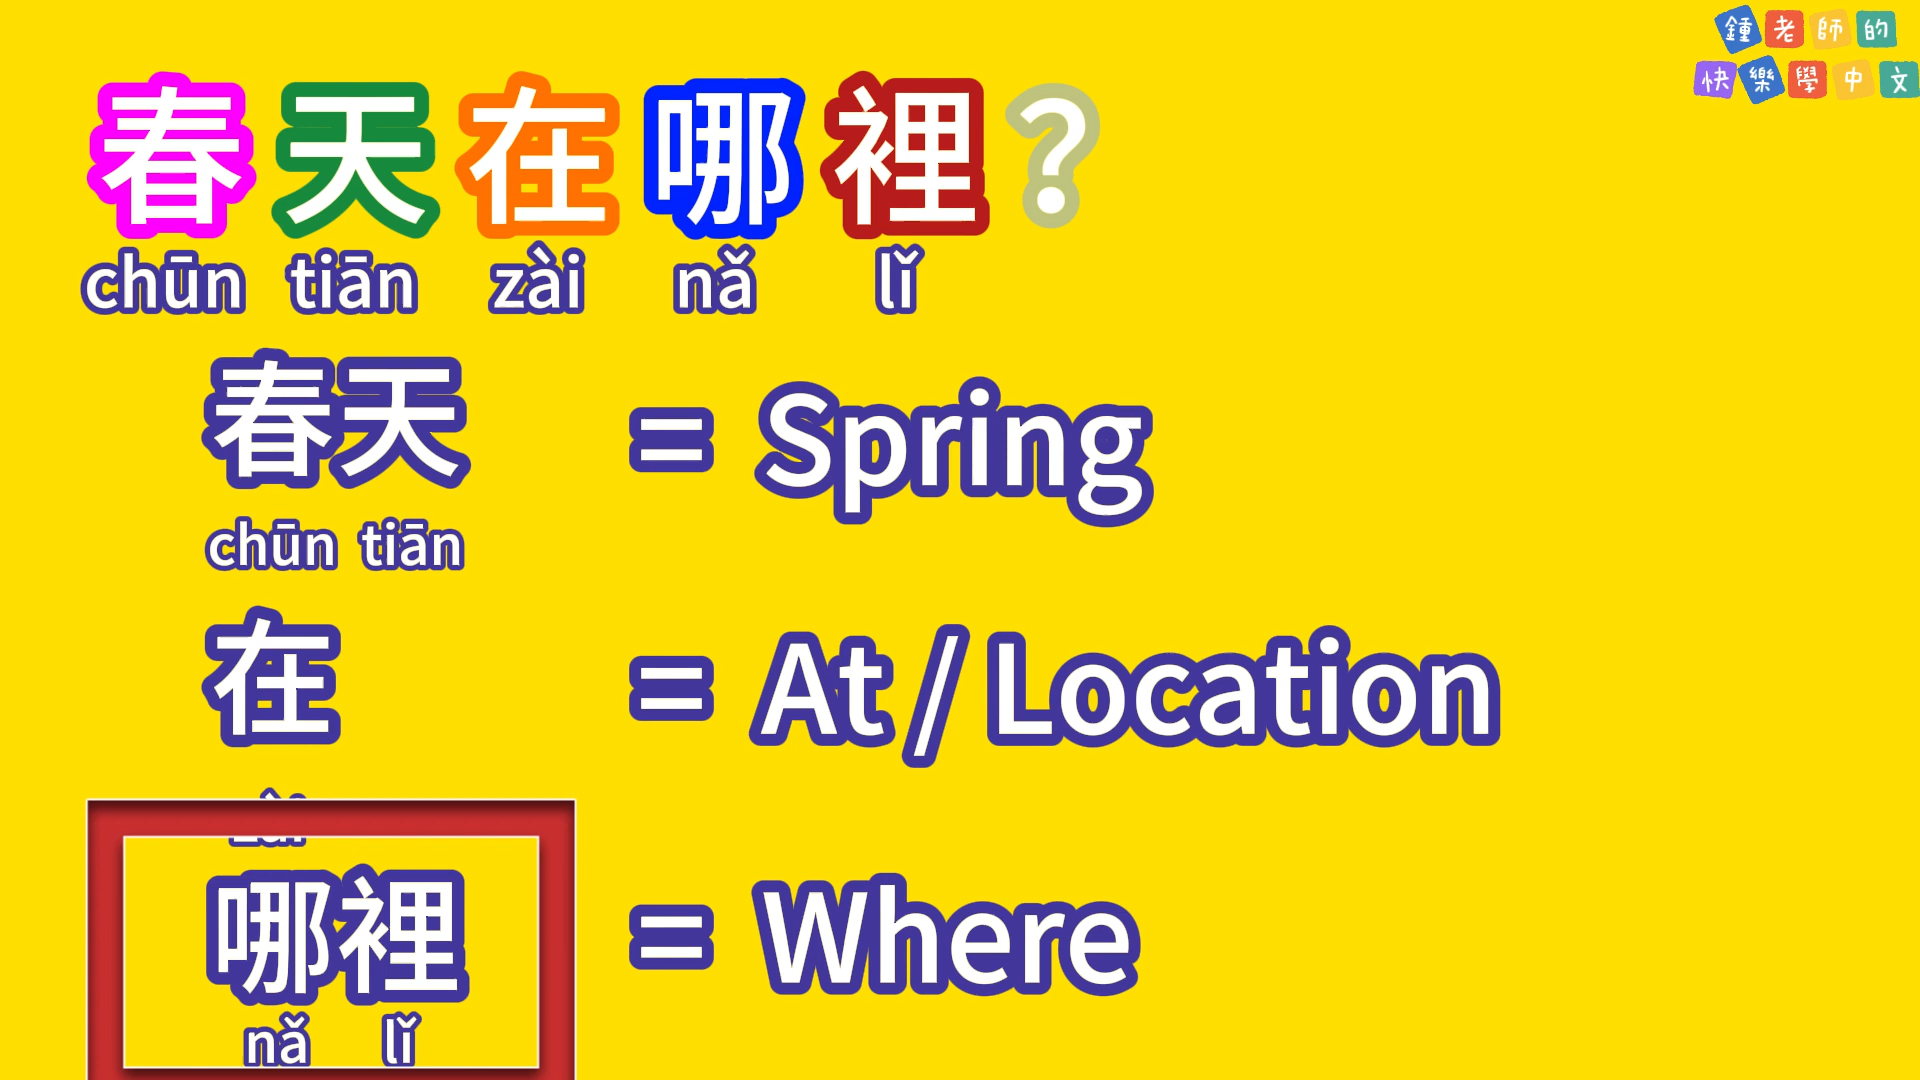 鍾老師的
快樂學中文
春天在哪裡？
chūn tiān zài nǎ lǐ
春天 = Spring
chūn tiān
在 = At / Location
zài
哪裡 = Where
nǎ lǐ